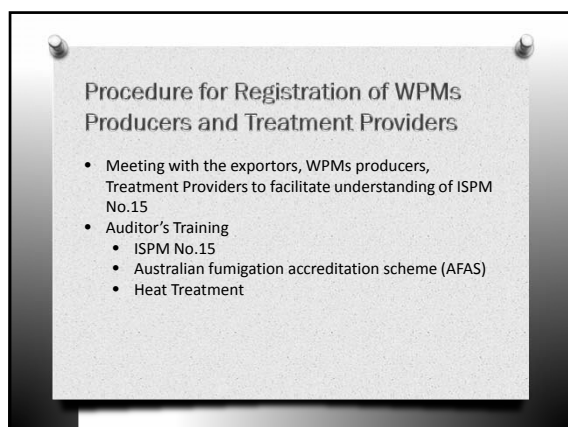 Procedure for Registration of WPMs
Producers and Treatment Providers
• Meeting with the exportors, WPMs producers,
Treatment Providers to facilitate understanding of ISPM
No.15
• Auditor's Training
• ISPM No.15
• Australian fumigation accreditation scheme (AFAS)
• Heat Treatment